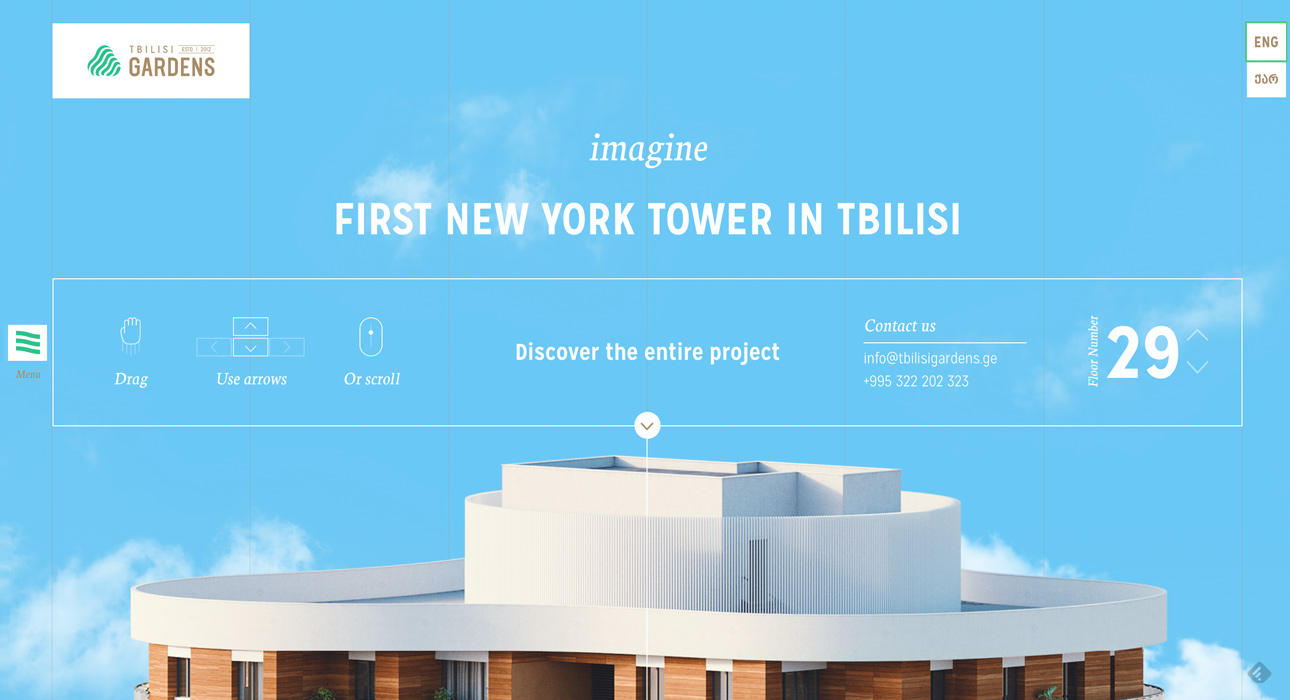 TBILISI ESTD | 2012
GARDENS
ENG
ქარ
imagine
FIRST NEW YORK TOWER IN TBILISI
Drag
Use arrows
Or scroll
Discover the entire project
Contact us
info@tbilisigardens.ge
+995 322 202 323
Floor Number
29
Menu